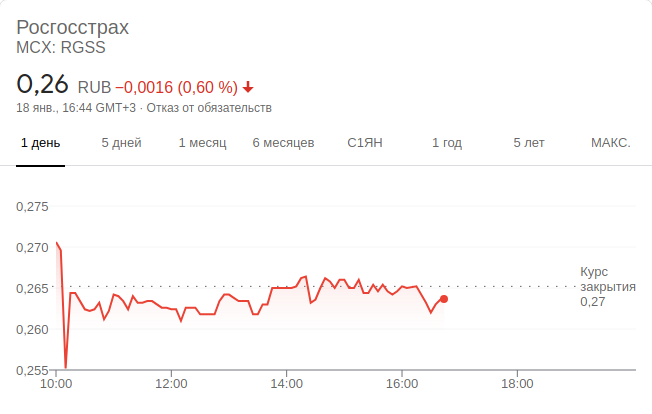 Росгосстрах
MCX: RGSS
0,26 RUB −0,0016 (0,60 %)
18 янв., 16:44 GMT+3 · Отказ от обязательств
1 день 5 дней 1 месяц 6 месяцев С1ЯН 1 год 5 лет МАКС.
0,275
0,270
0,265
0,260
0,255
Курс
закрытия
0,27
10:00 12:00 14:00 16:00 18:00